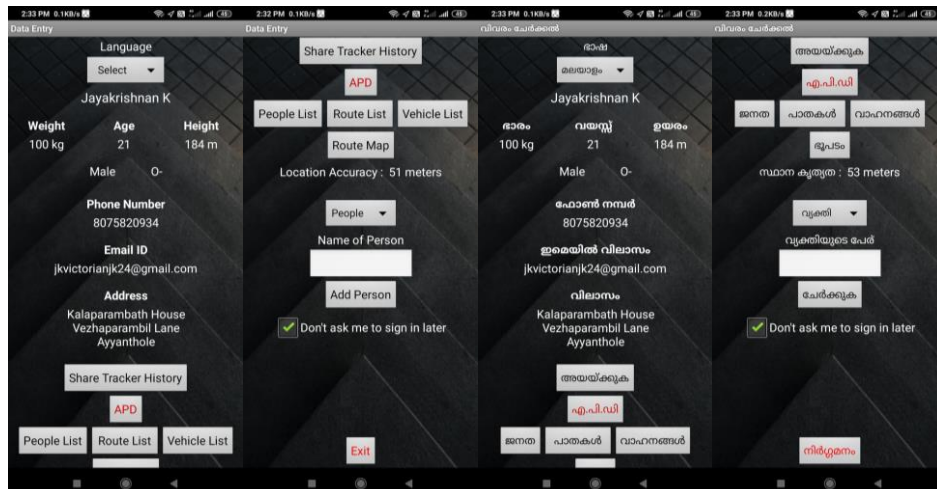 2:33 PM 0.1KB/s
Data Entry
Language
Select
Jayakrishnan K
Weight Age Height
100 kg 21 184 m
Male O-
Phone Number
8075820934
Email ID
jkvictorianjk24@gmail.com
Address
Kalaparambath House
Vezhaparambil Lane
Ayyanthole
Share Tracker History
APD
People List Route List Vehicle List
2:32 PM 0.1KB/s
Data Entry
Share Tracker History
APD
People List Route List Vehicle List
Route Map
Location Accuracy : 51 meters
People
Name of Person
Add Person
Don't ask me to sign in later
Exit
2:33 PM 0.1KB/s
വിവരം ചേർക്കൽ
ഭാഷ
മലയാളം
Jayakrishnan K
ഭാരം വയസ്സ് ഉയരം
100 kg 21 184 m
Male O-
ഫോൺ നമ്പർ
8075820934
ഇമെയിൽ വിലാസം
jkvictorianjk24@gmail.com
വിലാസം
Kalaparambath House
Vezhaparambil Lane
Ayyanthole
അയയ്ക്കുക
എ.പി.ഡി
ജനത പാതകൾ വാഹനങ്ങൾ
2:33 PM 0.2KB/s
വിവരം ചേർക്കൽ
അയയ്ക്കുക
എ.പി.ഡി
ജനത പാതകൾ വാഹനങ്ങൾ
ഭൂപടം
സ്ഥാന കൃത്യത : 53 meters
വ്യക്തി
വ്യക്തിയുടെ പേര്
ചേർക്കുക
Don't ask me to sign in later
നിർഗ്ഗമനം